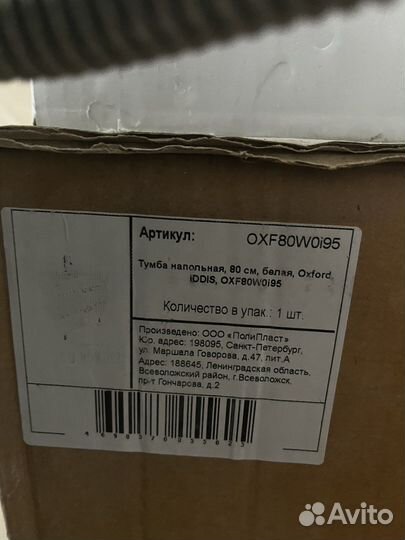 Артикул: OXF80W0i95
Тумба напольная, 80 см, белая, Oxford,
IDDIS, OXF80W0i95
Количество в упак.: 1 шт.
Произведено: ООО «ПолиПласт»
Юр. адрес: 198095, Санкт-Петербург,
ул. Маршала Говорова, д.47, лит.А
Адрес: 188645, Ленинградская область,
Всеволожский район, г.Всеволожск,
пр-т Гончарова, д.2
Avito